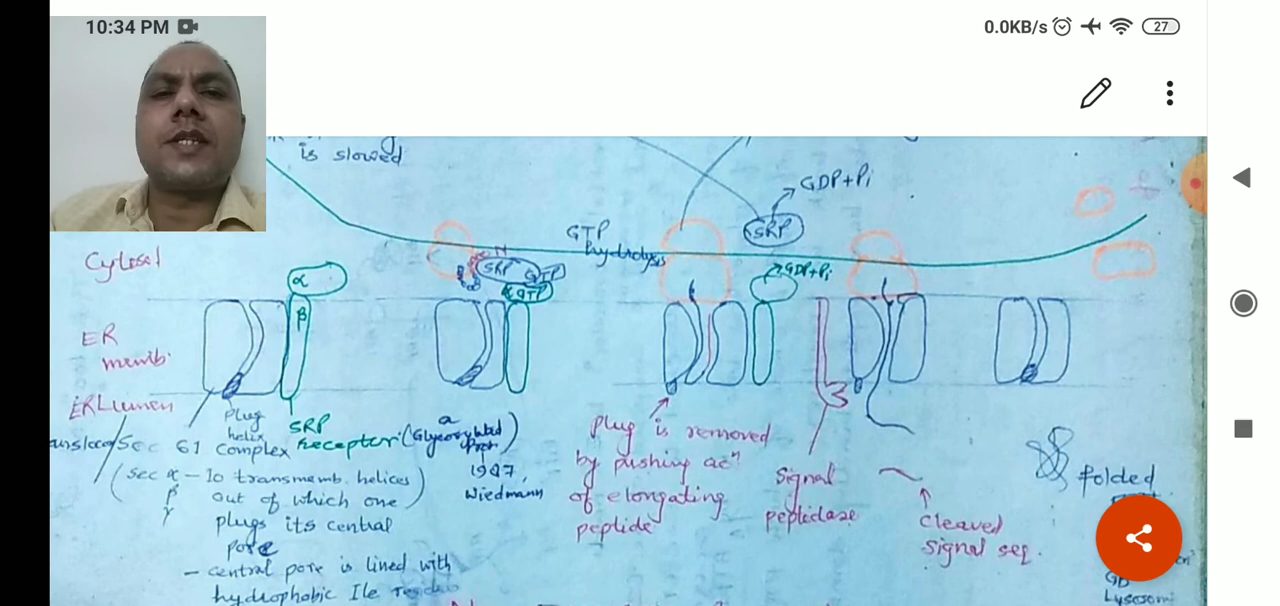 10:34 PM
0.0KB/s
27
is slowed
GDP+Pi
SRP
GTP
hydrolysis
Cytosol
N
SRP
GTP
GDP+Pi
α
α GTP
β
ER
memb.
ER Lumen
Plug
helix
SRP
Receptor (Glycosylated
a
Prot)
1987,
Wiedmann
Sec 61 complex
(Sec α - 10 transmemb. helices)
β
out of which one
γ
plugs its central
pore
- central pore is lined with
hydrophobic Ile
Plug is removed
by pushing acⁿ
of elongating
peptide
Signal
peptidase
cleaved
signal seq.
folded
Lysosom